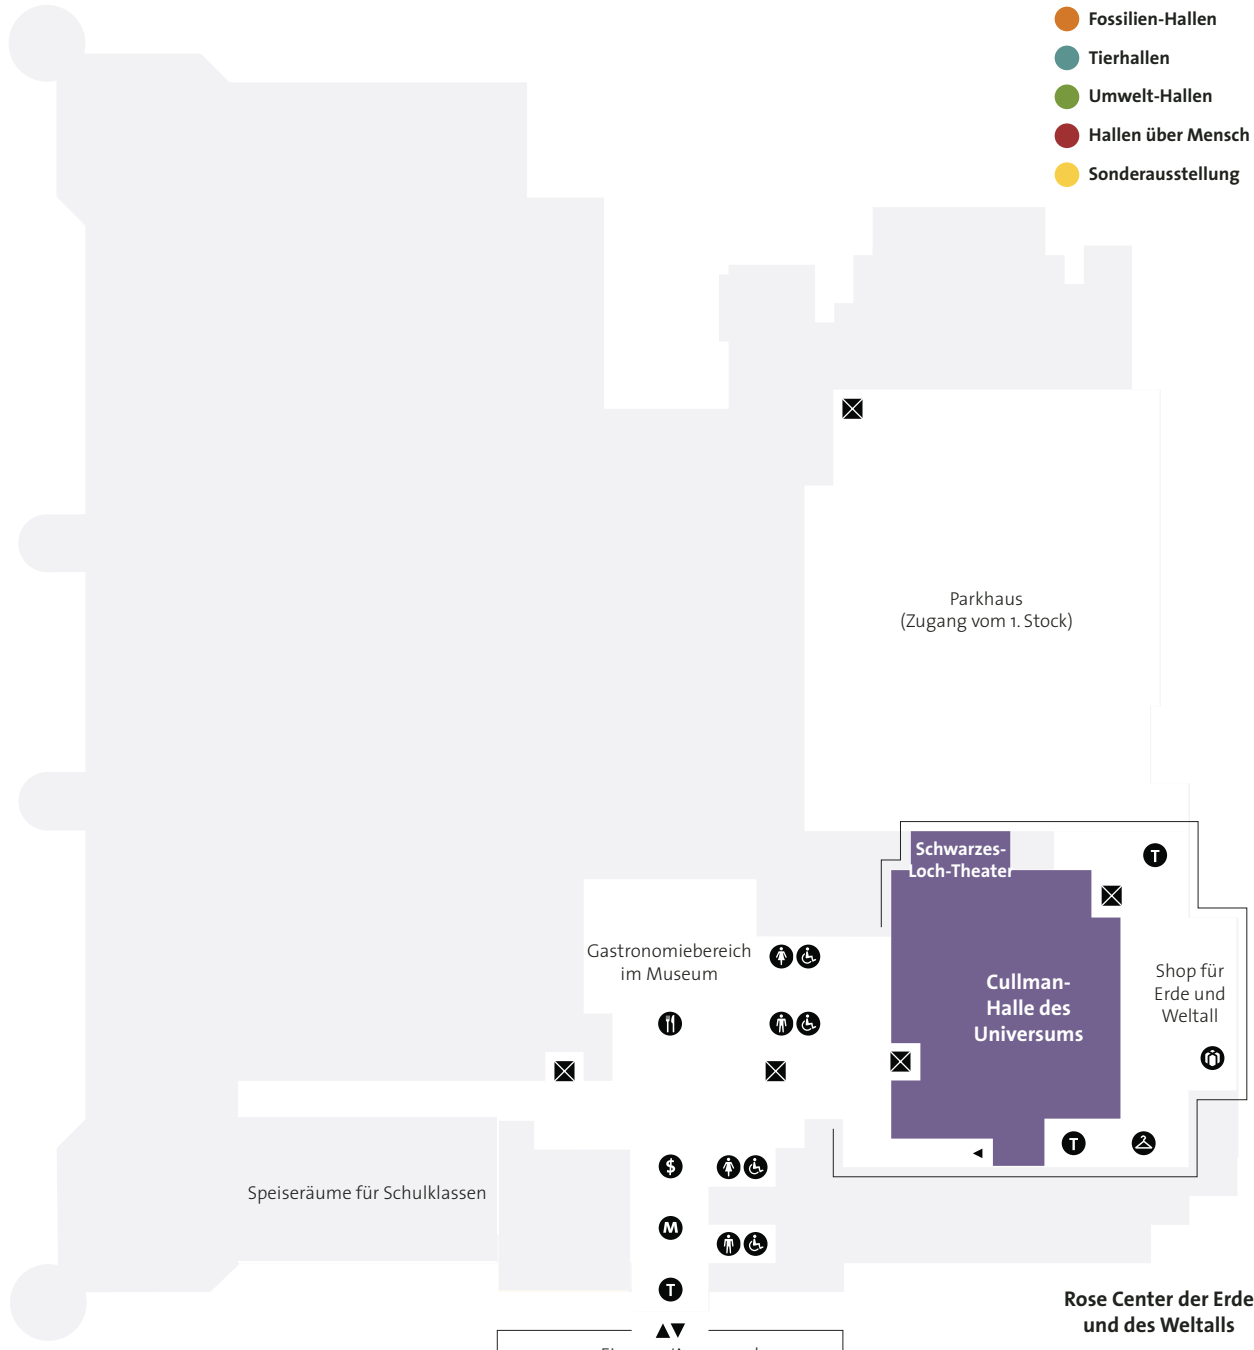 Fossilien-Hallen
Tierhallen
Umwelt-Hallen
Hallen über Mensch
Sonderausstellung
Parkhaus
(Zugang vom 1. Stock)
Schwarzes-
Loch-Theater
T
Gastronomiebereich
im Museum
Cullman-
Halle des
Universums
Shop für
Erde und
Weltall
T
$
Speiseräume für Schulklassen
M
T
Rose Center der Erde
und des Weltalls